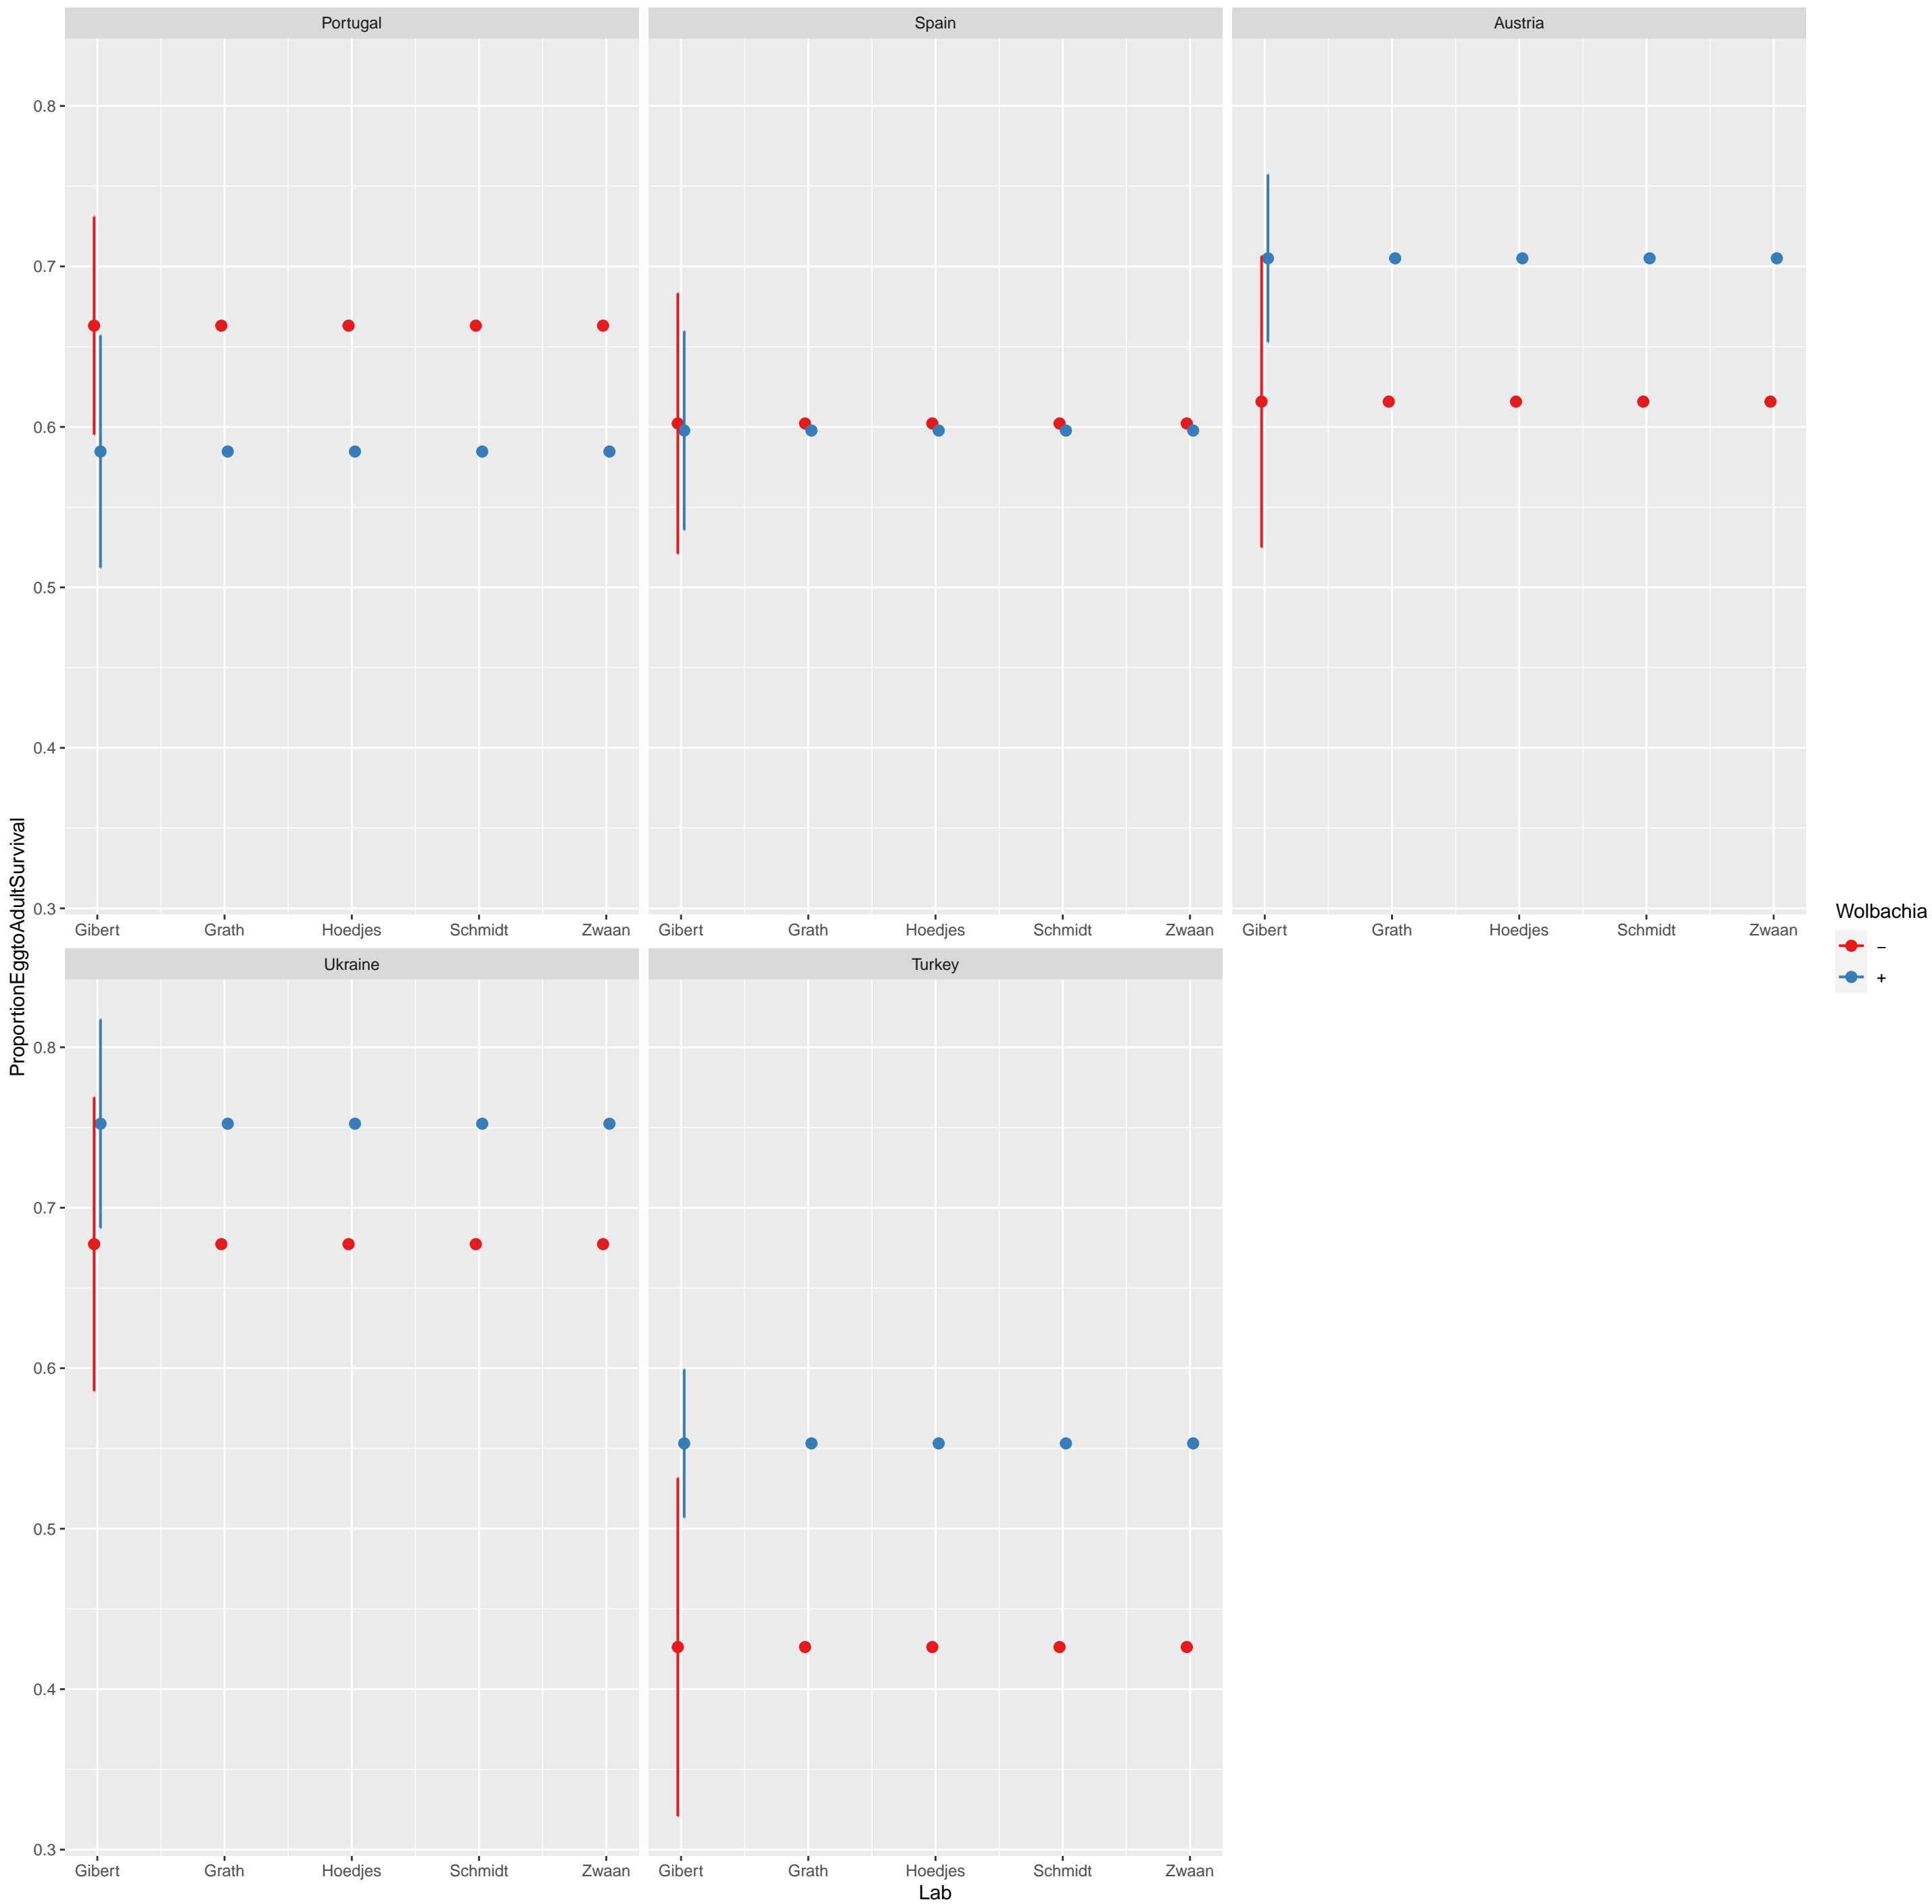 Portugal
Spain
Austria
0.8
0.7
0.6
0.5
0.4
0.3
Gibert Grath Hoedjes Schmidt Zwaan
Gibert Grath Hoedjes Schmidt Zwaan
Gibert Grath Hoedjes Schmidt Zwaan
ProportionEggtoAdultSurvival
Ukraine
Turkey
0.8
0.7
0.6
0.5
0.4
0.3
Gibert Grath Hoedjes Schmidt Zwaan
Gibert Grath Hoedjes Schmidt Zwaan
Lab
Wolbachia
−
+